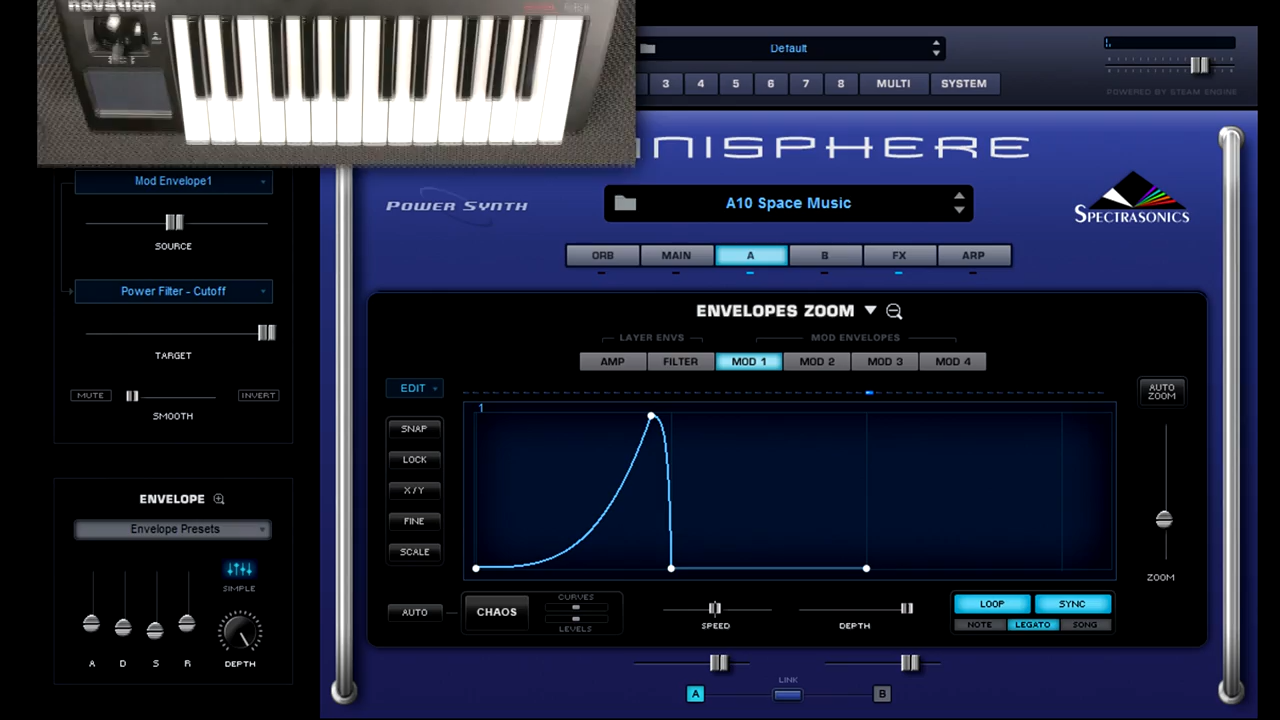 novation
Default
3 4 5 6 7 8 MULTI SYSTEM
POWERED BY STEAM ENGINE
NISPHERE
Mod Envelope1
SOURCE
Power Filter - Cutoff
TARGET
MUTE INVERT
SMOOTH
ENVELOPE
Envelope Presets
SIMPLE
A D S R DEPTH
POWER SYNTH
A10 Space Music
SPECTRASONICS
ORB MAIN A B FX ARP
ENVELOPES ZOOM
LAYER ENVS MOD ENVELOPES
AMP FILTER MOD 1 MOD 2 MOD 3 MOD 4
EDIT
AUTO
ZOOM
1
SNAP
LOCK
X/Y
FINE
SCALE
ZOOM
AUTO
CHAOS
CURVES
LEVELS
SPEED
DEPTH
LOOP SYNC
NOTE LEGATO SONG
LINK
A B